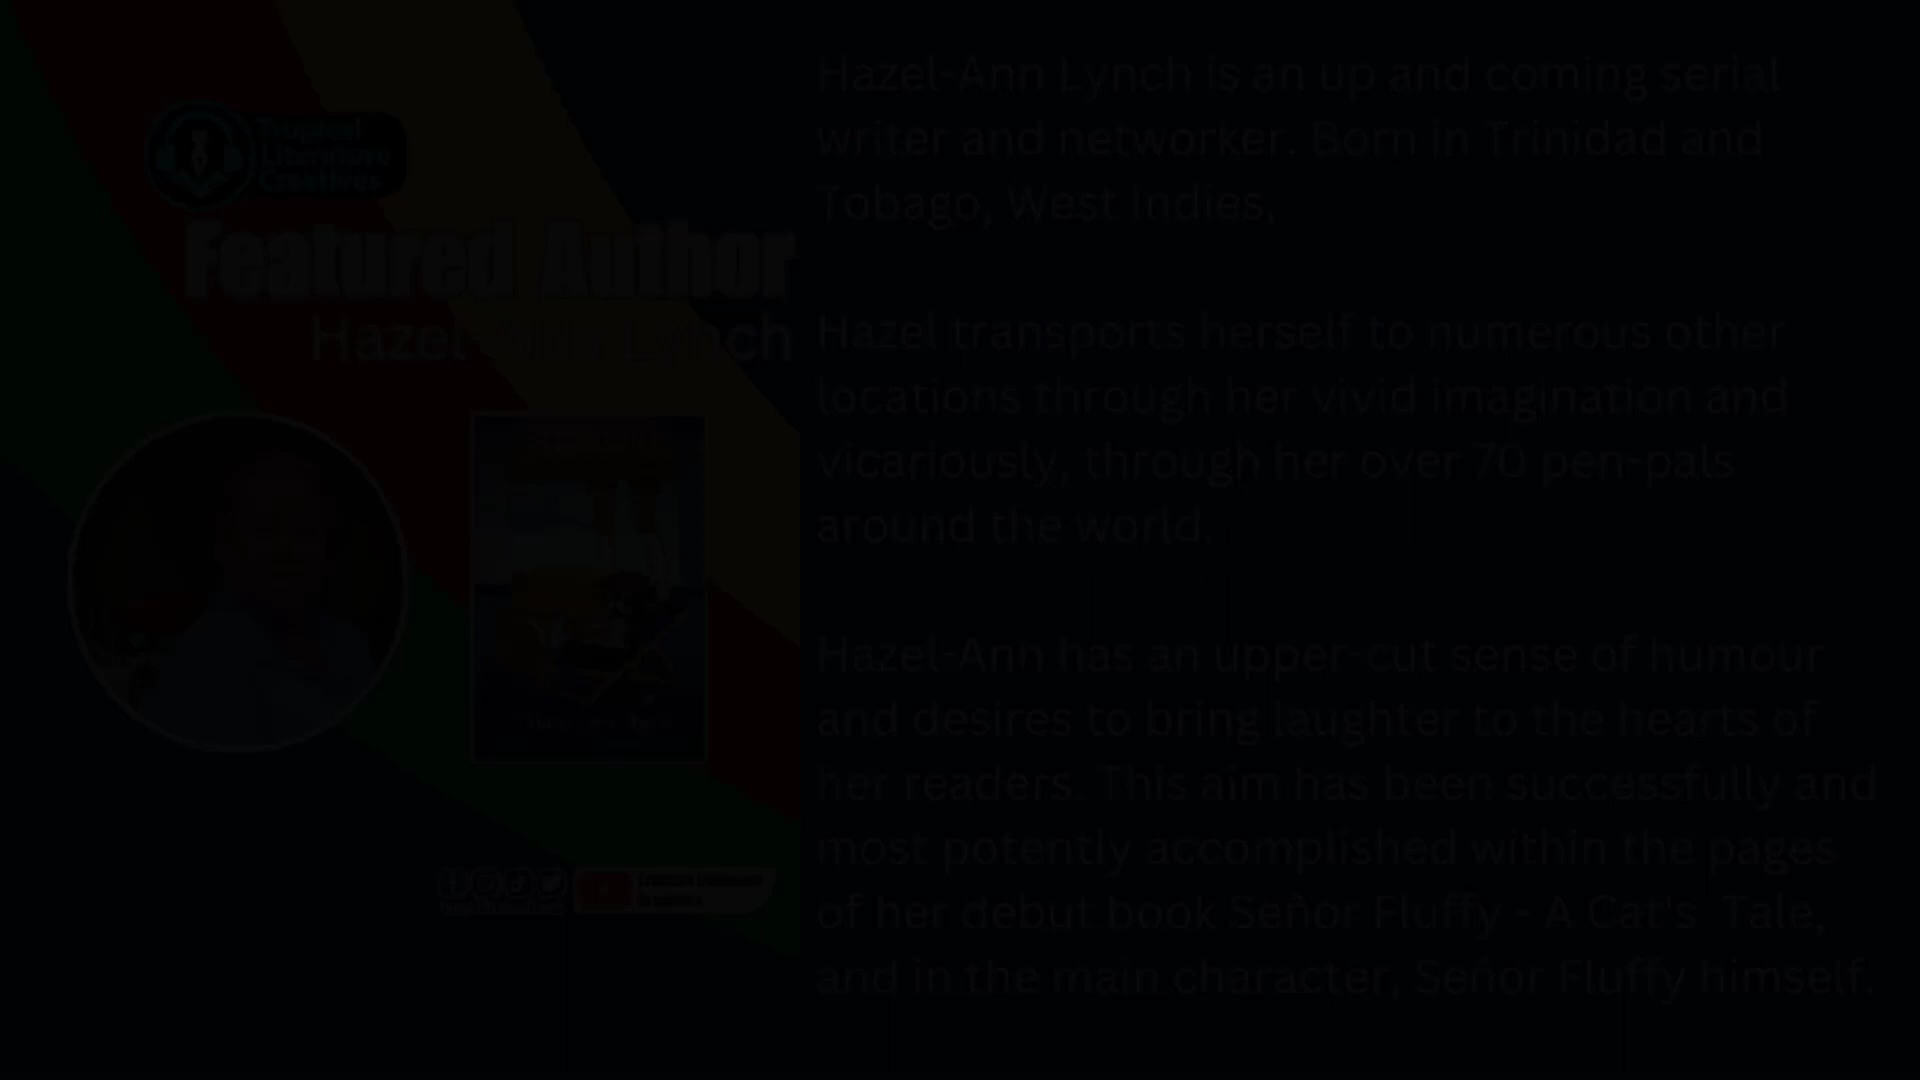 Tropical
Literature
Creatives
Featured Author
Hazel-Ann Lynch
Hazel-Ann Lynch is an up and coming serial
writer and networker. Born in Trinidad and
Tobago, West Indies,
Hazel transports herself to numerous other
locations through her vivid imagination and
vicariously, through her over 70 pen-pals
around the world.
Hazel-Ann has an upper-cut sense of humour
and desires to bring laughter to the hearts of
her readers. This aim has been successfully and
most potently accomplished within the pages
of her debut book Señor Fluffy - A Cat's Tale,
and in the main character, Señor Fluffy himself.